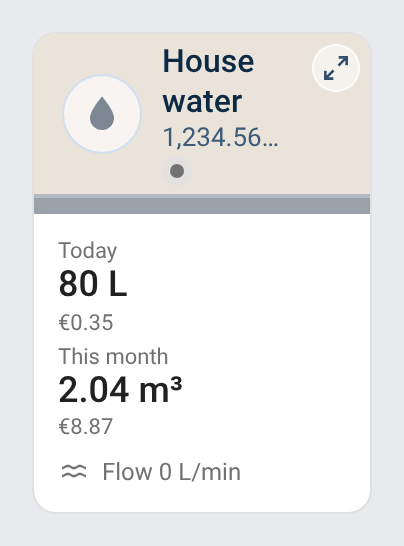 House
water
1,234.56…
Today
80 L
€0.35
This month
2.04 m³
€8.87
Flow 0 L/min